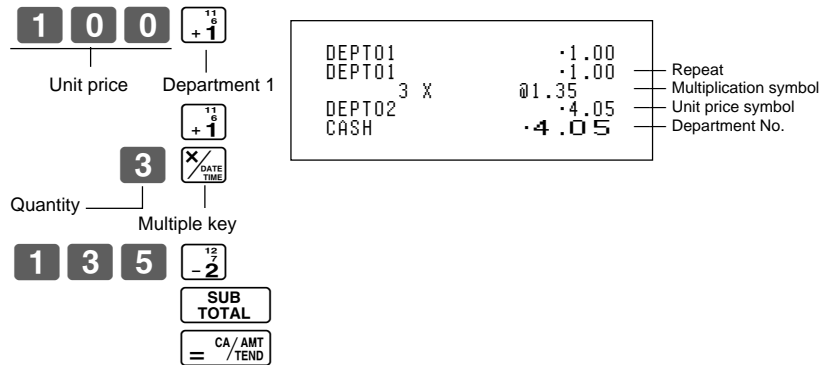 1 0 0 11 6 +1
Unit price Department 1
11 6 +1
3 ×/DATE TIME
Quantity
Multiple key
1 3 5 12 7 -2
SUB TOTAL
= CA/AMT /TEND
DEPT01 ·1.00
DEPT01 ·1.00 Repeat
3 X @1.35 Multiplication symbol
DEPT02 ·4.05 Unit price symbol
CASH ·4.05 Department No.